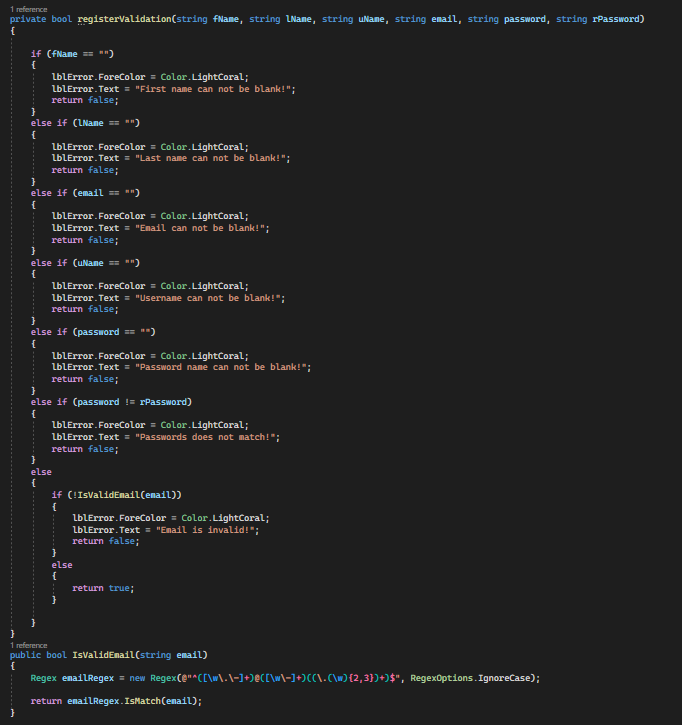 1 reference
private bool registerValidation(string fName, string lName, string uName, string email, string password, string rPassword)
{
if (fName == "")
{
lblError.ForeColor = Color.LightCoral;
lblError.Text = "First name can not be blank!";
return false;
}
else if (lName == "")
{
lblError.ForeColor = Color.LightCoral;
lblError.Text = "Last name can not be blank!";
return false;
}
else if (email == "")
{
lblError.ForeColor = Color.LightCoral;
lblError.Text = "Email can not be blank!";
return false;
}
else if (uName == "")
{
lblError.ForeColor = Color.LightCoral;
lblError.Text = "Username can not be blank!";
return false;
}
else if (password == "")
{
lblError.ForeColor = Color.LightCoral;
lblError.Text = "Password name can not be blank!";
return false;
}
else if (password != rPassword)
{
lblError.ForeColor = Color.LightCoral;
lblError.Text = "Passwords does not match!";
return false;
}
else
{
if (!IsValidEmail(email))
{
lblError.ForeColor = Color.LightCoral;
lblError.Text = "Email is invalid!";
return false;
}
else
{
return true;
}
}
}
1 reference
public bool IsValidEmail(string email)
{
Regex emailRegex = new Regex(@"^([\w\.\-]+)@([\w\-]+)((\.(\w){2,3})+)$", RegexOptions.IgnoreCase);
return emailRegex.IsMatch(email);
}